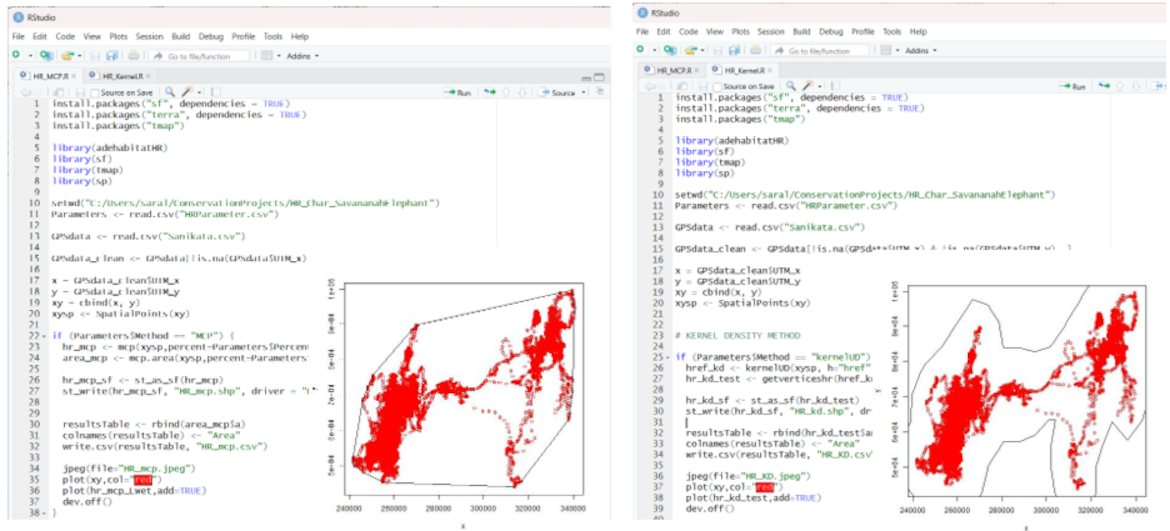 RStudio
File Edit Code View Plots Session Build Debug Profile Tools Help
Go to file/function Addins
HR_MCP.R HR_Kernel.R
Source on Save Run Source
1 install.packages("sf", dependencies = TRUE)
2 install.packages("terra", dependencies = TRUE)
3 install.packages("tmap")
4
5 library(adehabitatHR)
6 library(sf)
7 library(tmap)
8 library(sp)
9
10 setwd("C:/Users/saral/ConservationProjects/HR_Char_SavananahElephant")
11 Parameters <- read.csv("HRParameter.csv")
12
13 GPSdata <- read.csv("Sanikata.csv")
14
15 GPSdata_clean <- GPSdata[!is.na(GPSdata$UTM_x)
16
17 x = GPSdata_clean$UTM_x
18 y = GPSdata_clean$UTM_y
19 xy = cbind(x, y)
20 xysp <- SpatialPoints(xy)
21
22 if (Parameters$Method == "MCP") {
23 hr_mcp <- mcp(xysp,percent=Parameters$Percent
24 area_mcp <- mcp.area(xysp,percent=Parameters
25
26 hr_mcp_sf <- st_as_sf(hr_mcp)
27 st_write(hr_mcp_sf, "HR_mcp.shp", driver =
28
29
30 resultsTable <- rbind(area_mcp$a)
31 colnames(resultsTable) <- "Area"
32 write.csv(resultsTable, "HR_mcp.csv")
33
34 jpeg(file="HR_mcp.jpeg")
35 plot(xy,col="red")
36 plot(hr_mcp_Lwet,add=TRUE)
37 dev.off()
38 }
1e+05
9e+04
8e+04
7e+04
6e+04
5e+04
240000 260000 280000 300000 320000 340000
x
RStudio
File Edit Code View Plots Session Build Debug Profile Tools Help
Go to file/function Addins
HR_MCP.R HR_Kernel.R
Source on Save Run
1 install.packages("sf", dependencies = TRUE)
2 install.packages("terra", dependencies = TRUE)
3 install.packages("tmap")
4
5 library(adehabitatHR)
6 library(sf)
7 library(tmap)
8 library(sp)
9
10 setwd("C:/Users/saral/ConservationProjects/HR_Char_SavananahElephant")
11 Parameters <- read.csv("HRParameter.csv")
12
13 GPSdata <- read.csv("Sanikata.csv")
14
15 GPSdata_clean <- GPSdata[!is.na(GPSdata$UTM_x) & !is.na(GPSdata$UTM_y)
16
17 x = GPSdata_clean$UTM_x
18 y = GPSdata_clean$UTM_y
19 xy = cbind(x, y)
20 xysp <- SpatialPoints(xy)
21
22
23 # KERNEL DENSITY METHOD
24
25 if (Parameters$Method == "kernelUD")
26 href_kd <- kernelUD(xysp, h="href"
27 hr_kd_test <- getverticeshr(href_k
28
29 hr_kd_sf <- st_as_sf(hr_kd_test)
30 st_write(hr_kd_sf, "HR_kd.shp", dr
31
32 resultsTable <- rbind(hr_kd_test$a
33 colnames(resultsTable) <- "Area"
34 write.csv(resultsTable, "HR_KD.csv"
35
36 jpeg(file="HR_KD.jpeg")
37 plot(xy,col="red")
38 plot(hr_kd_test,add=TRUE)
39 dev.off()
y
1e+05
9e+04
8e+04
7e+04
6e+04
5e+04
240000 260000 280000 300000 320000 340000
x